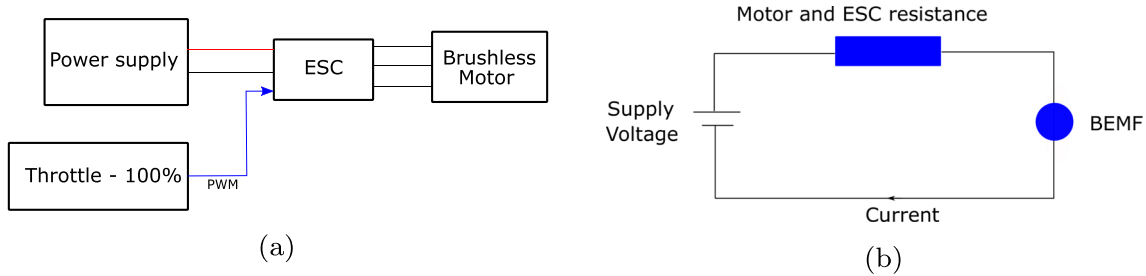 Power supply
ESC
Brushless
Motor
Throttle - 100%
PWM
(a)
Motor and ESC resistance
Supply
Voltage
BEMF
Current
(b)